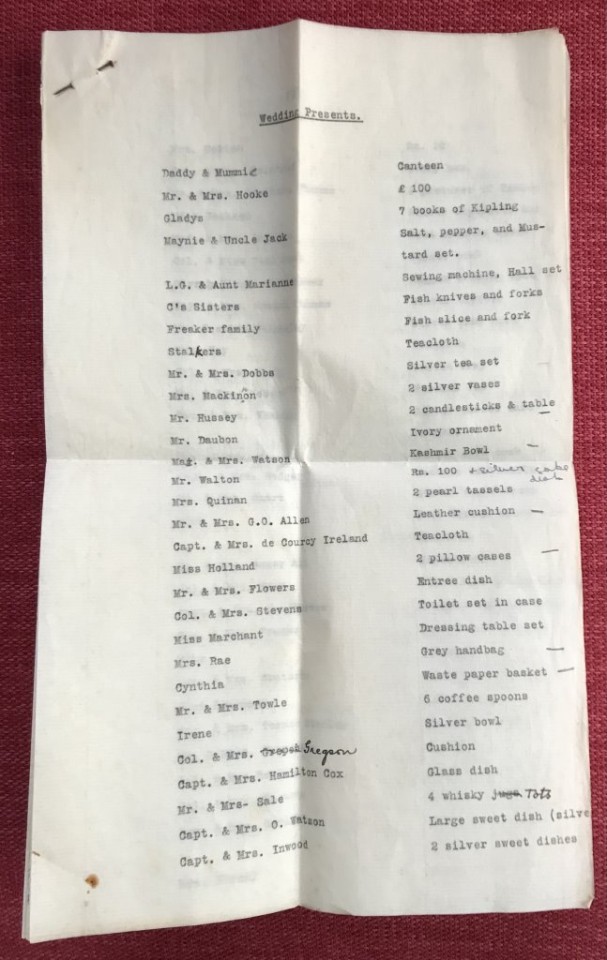 Wedding Presents.
Daddy & Mummie Canteen
Mr. & Mrs. Hooke £ 100
Gladys 7 books of Kipling
Maynie & Uncle Jack Salt, pepper, and Mus-
tard set.
L.G. & Aunt Marianne Sewing machine, Hall set
C's Sisters Fish knives and forks
Freaker family Fish slice and fork
Stalkers Teacloth
Mr. & Mrs. Dobbs Silver tea set
Mrs. Mackinnon 2 silver vases
Mr. Hussey 2 candlesticks & table
Mr. Daubon Ivory ornament
Maj. & Mrs. Watson Kashmir Bowl
Mr. Walton Rs. 100 + silver cake
dish
Mrs. Quinan 2 pearl tassels
Mr. & Mrs. G.O. Allen Leather cushion
Capt. & Mrs. de Courcy Ireland Teacloth
Miss Holland 2 pillow cases
Mr. & Mrs. Flowers Entree dish
Col. & Mrs. Stevens Toilet set in case
Miss Marchant Dressing table set
Mrs. Rae Grey handbag
Cynthia Waste paper basket
Mr. & Mrs. Towle 6 coffee spoons
Irene Silver bowl
Col. & Mrs. Gregson Cushion
Capt. & Mrs. Hamilton Cox Glass dish
Mr. & Mrs- Sale 4 whisky jugs Tots
Capt. & Mrs. O. Watson Large sweet dish (silve
Capt. & Mrs. Inwood 2 silver sweet dishes